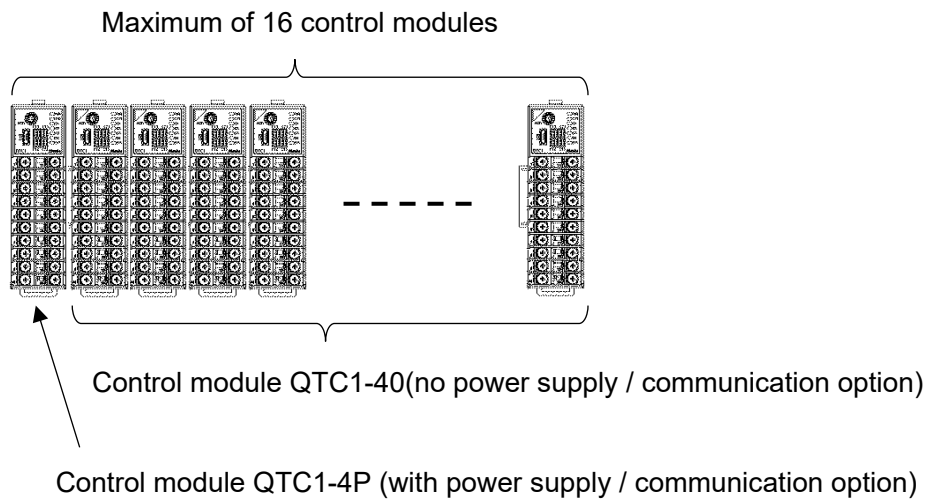 Maximum of 16 control modules
Control module QTC1-40(no power supply / communication option)
Control module QTC1-4P (with power supply / communication option)